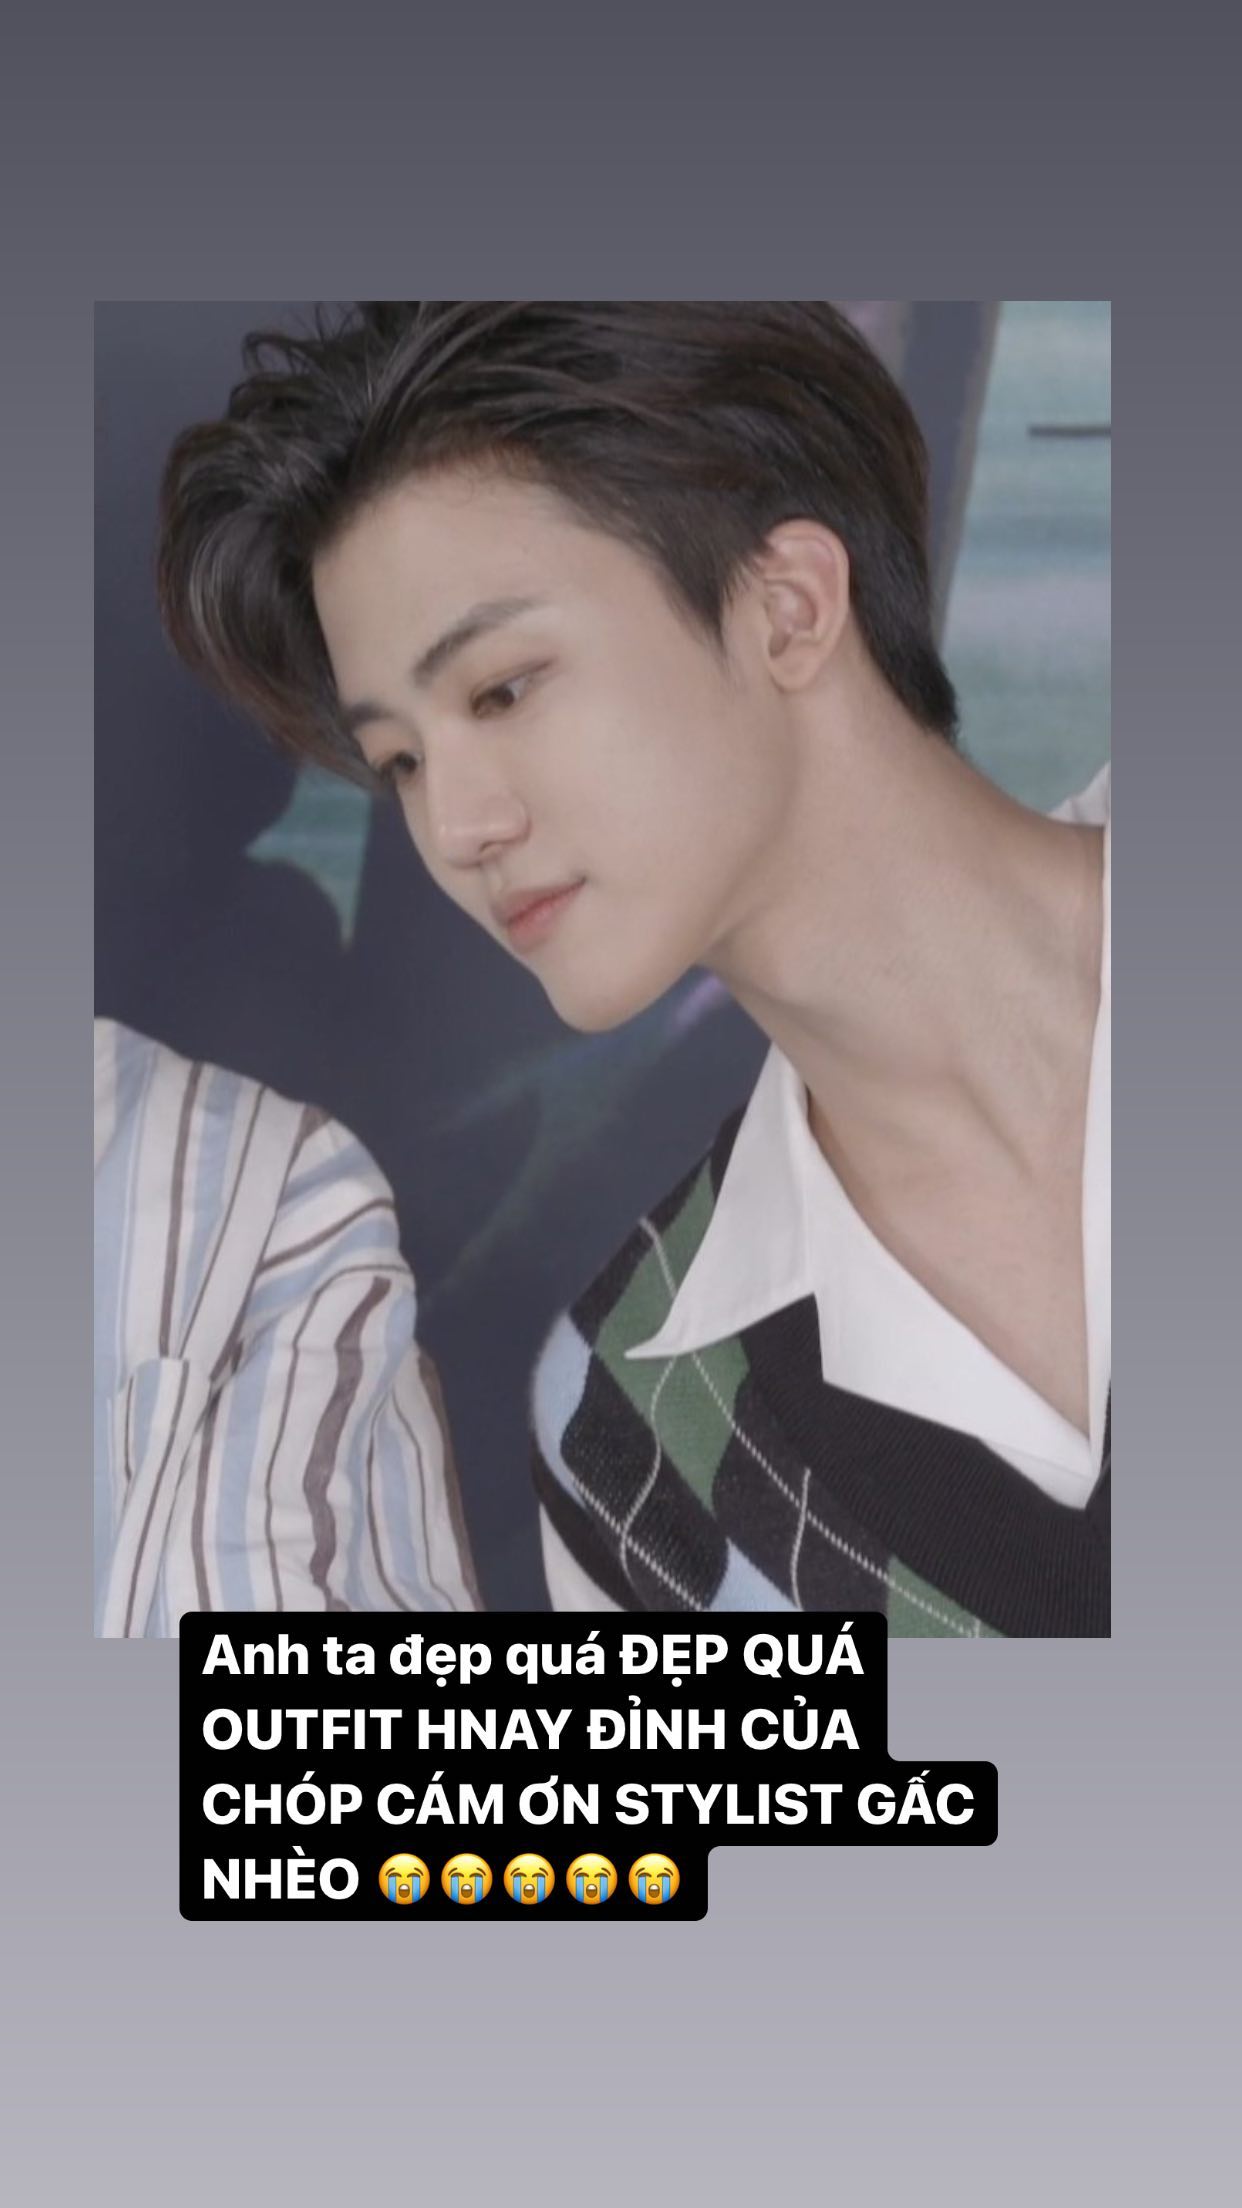 Anh ta đẹp quá ĐẸP QUÁ
OUTFIT HNAY ĐỈNH CỦA
CHÓP CÁM ƠN STYLIST GẤC
NHÈO 😭😭😭😭😭